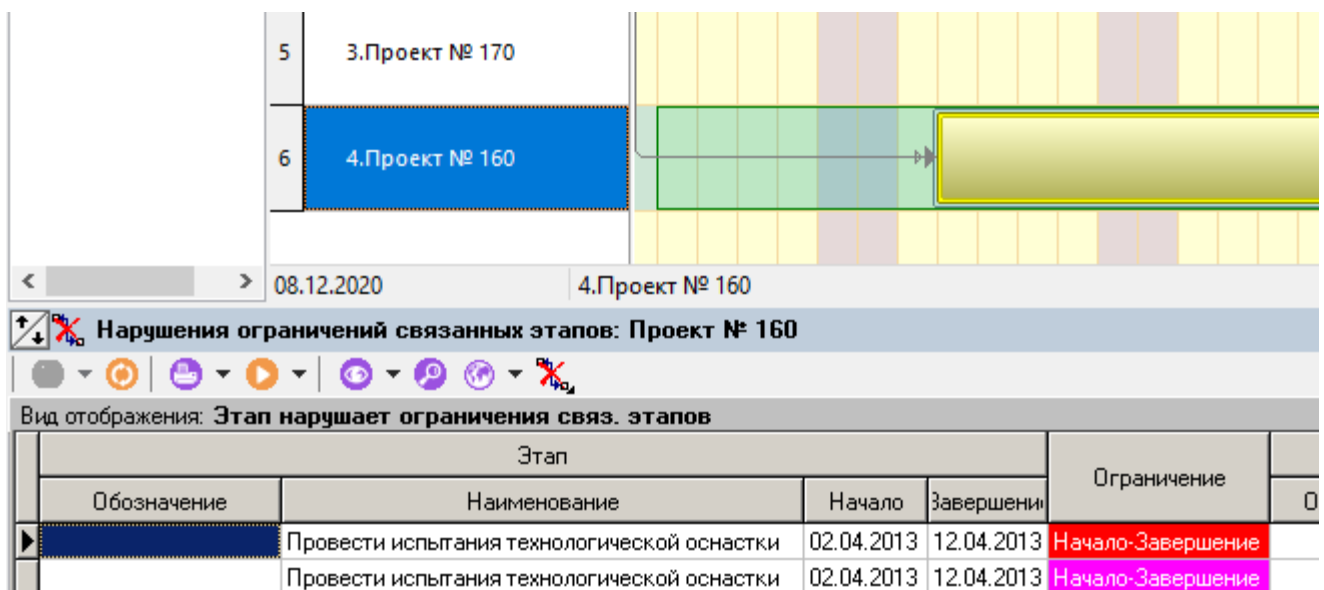 5 3.Проект № 170
6 4.Проект № 160
08.12.2020 4.Проект № 160
Нарушения ограничений связанных этапов: Проект № 160
Вид отображения: Этап нарушает ограничения связ. этапов
Этап
Ограничение
Обозначение Наименование Начало Завершени
Провести испытания технологической оснастки 02.04.2013 12.04.2013 Начало-Завершение
Провести испытания технологической оснастки 02.04.2013 12.04.2013 Начало-Завершение